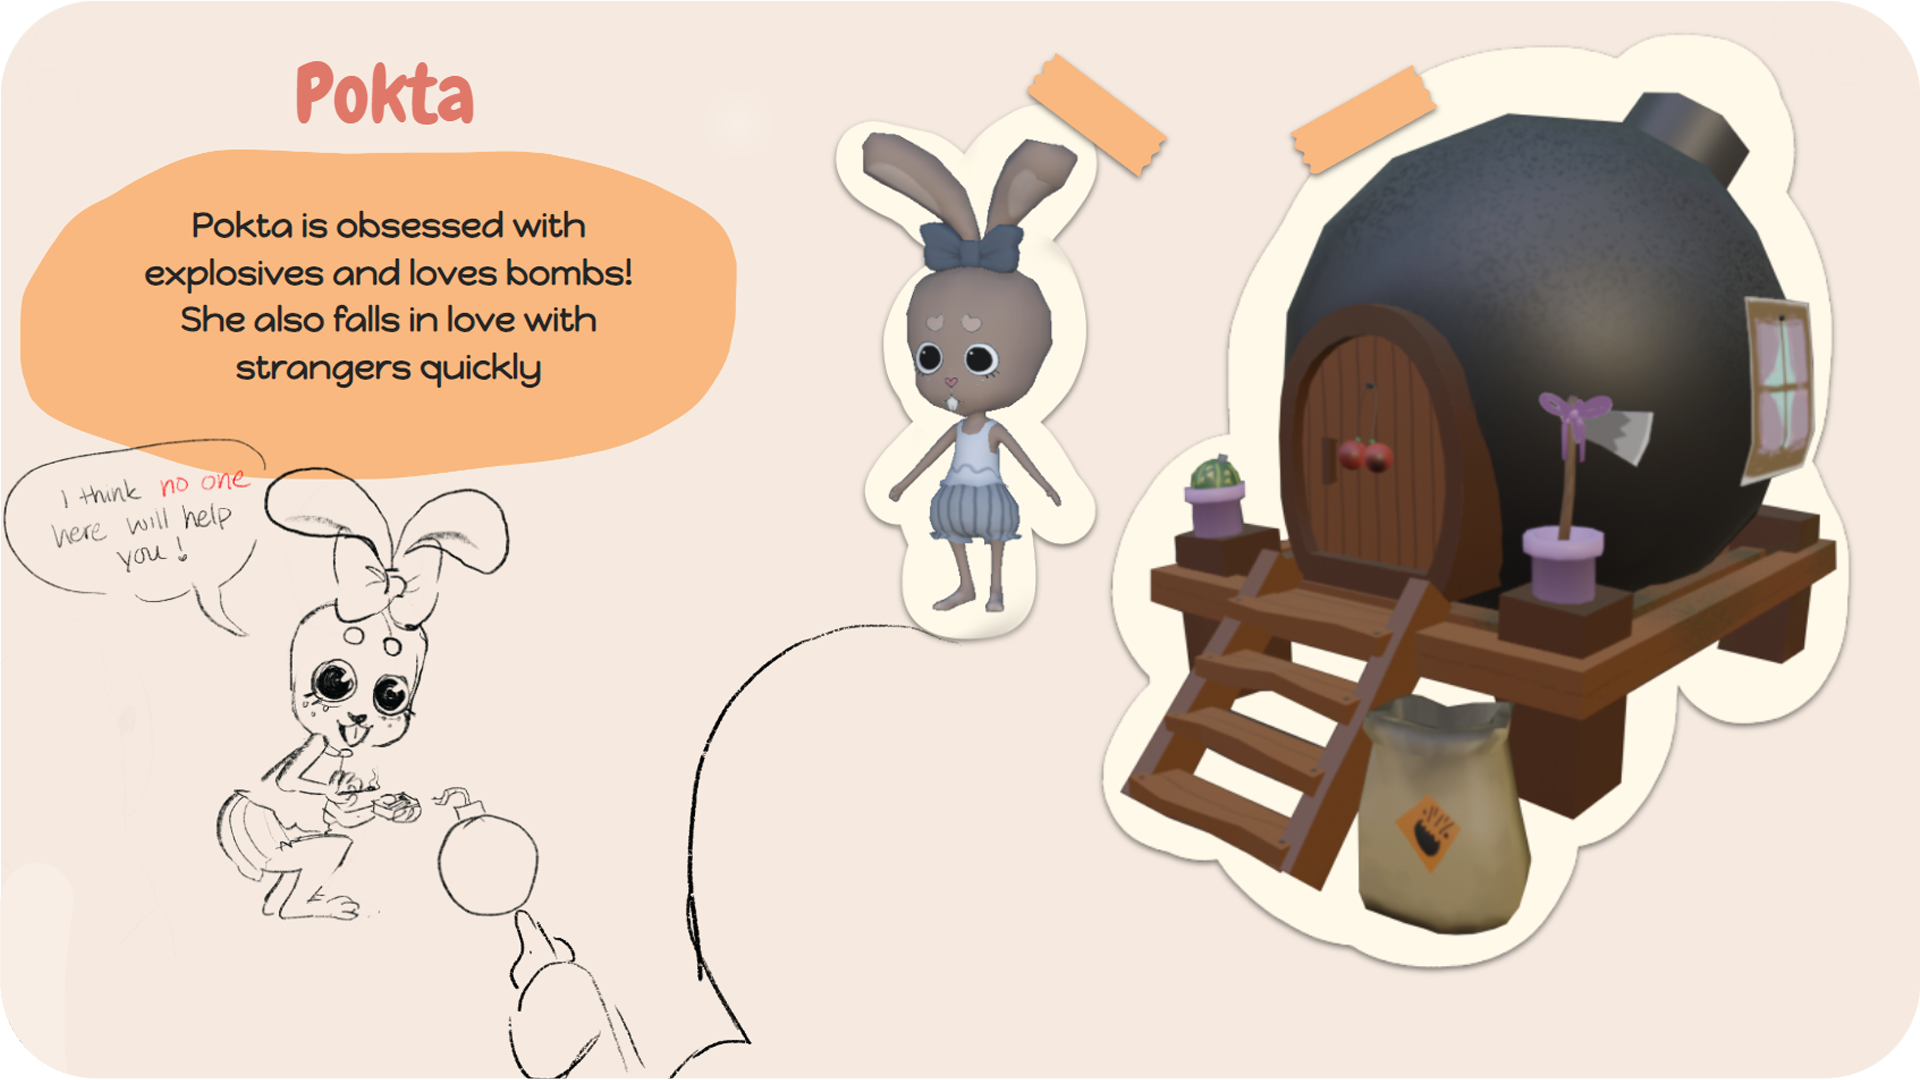 Pokta
Pokta is obsessed with
explosives and loves bombs!
She also falls in love with
strangers quickly
I think no one
here will help
you!